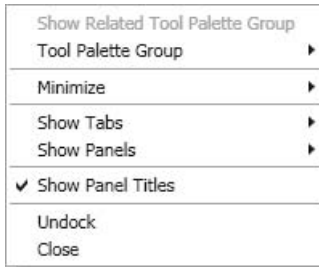 Show Related Tool Palette Group
Tool Palette Group
Minimize
Show Tabs
Show Panels
Show Panel Titles
Undock
Close